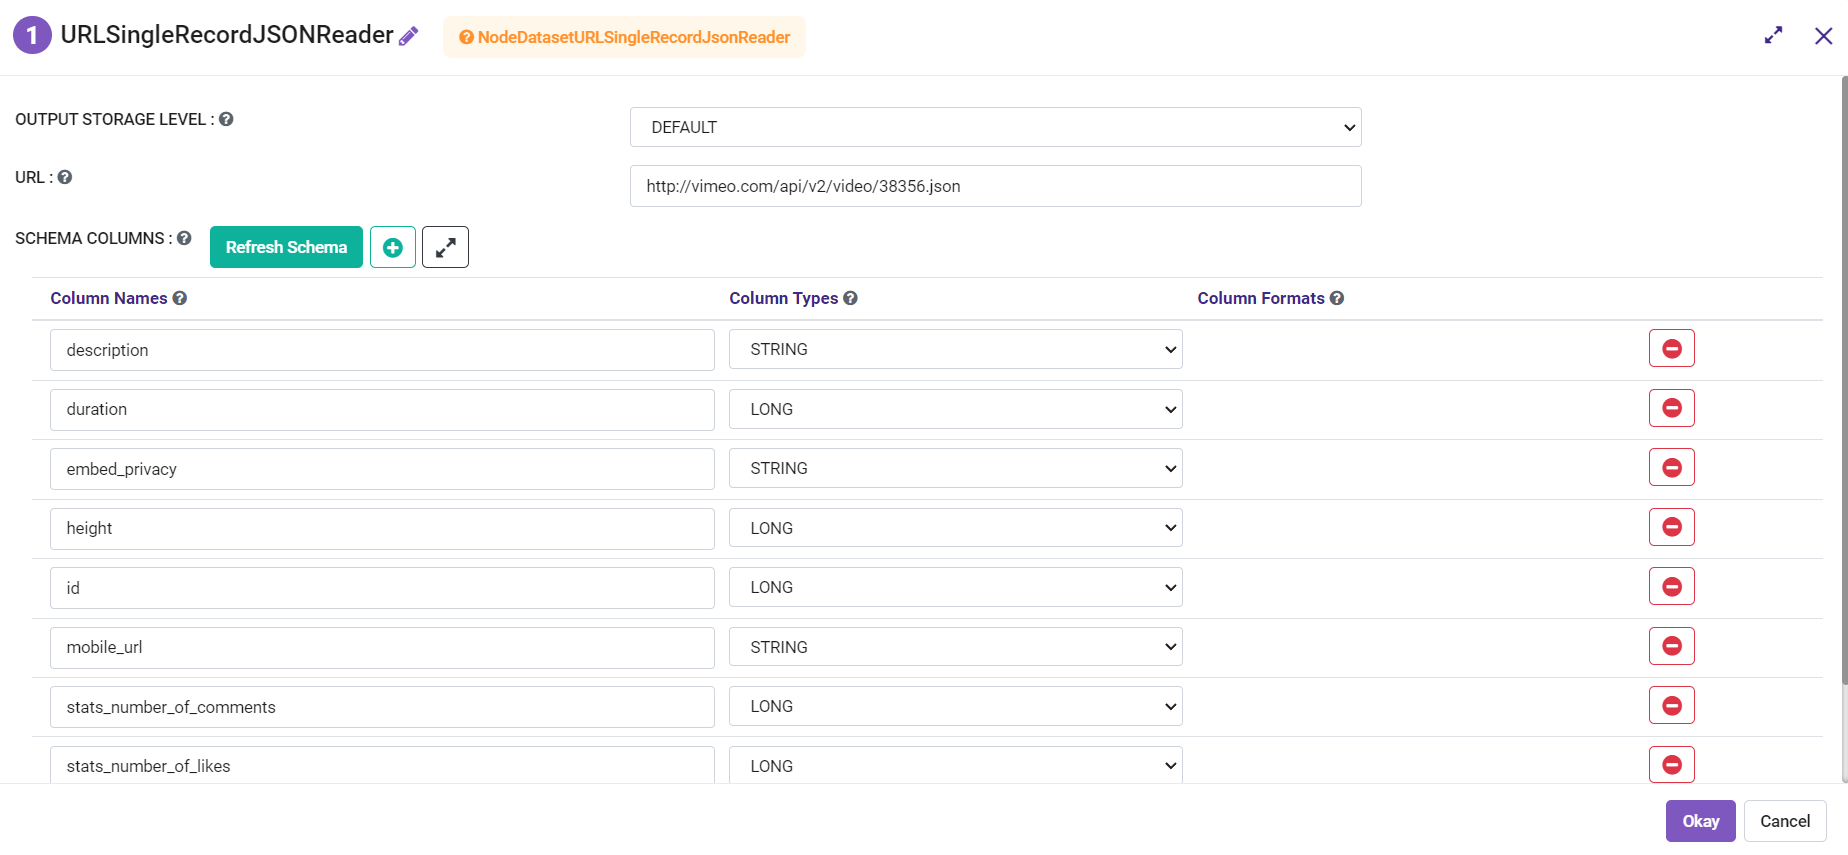 1 URLSingleRecordJSONReader NodeDatasetURLSingleRecordJsonReader
OUTPUT STORAGE LEVEL : DEFAULT
URL : http://vimeo.com/api/v2/video/38356.json
SCHEMA COLUMNS : Refresh Schema
Column Names Column Types Column Formats
description STRING
duration LONG
embed_privacy STRING
height LONG
id LONG
mobile_url STRING
stats_number_of_comments LONG
stats_number_of_likes LONG
Okay Cancel